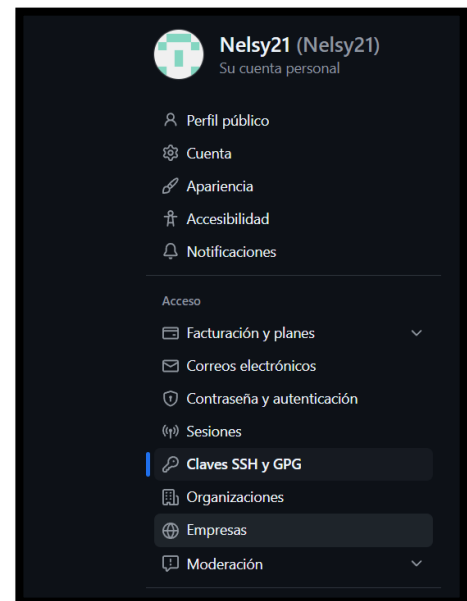 Nelsy21 (Nelsy21)
Su cuenta personal
Perfil público
Cuenta
Apariencia
Accesibilidad
Notificaciones
Acceso
Facturación y planes
Correos electrónicos
Contraseña y autenticación
Sesiones
Claves SSH y GPG
Organizaciones
Empresas
Moderación